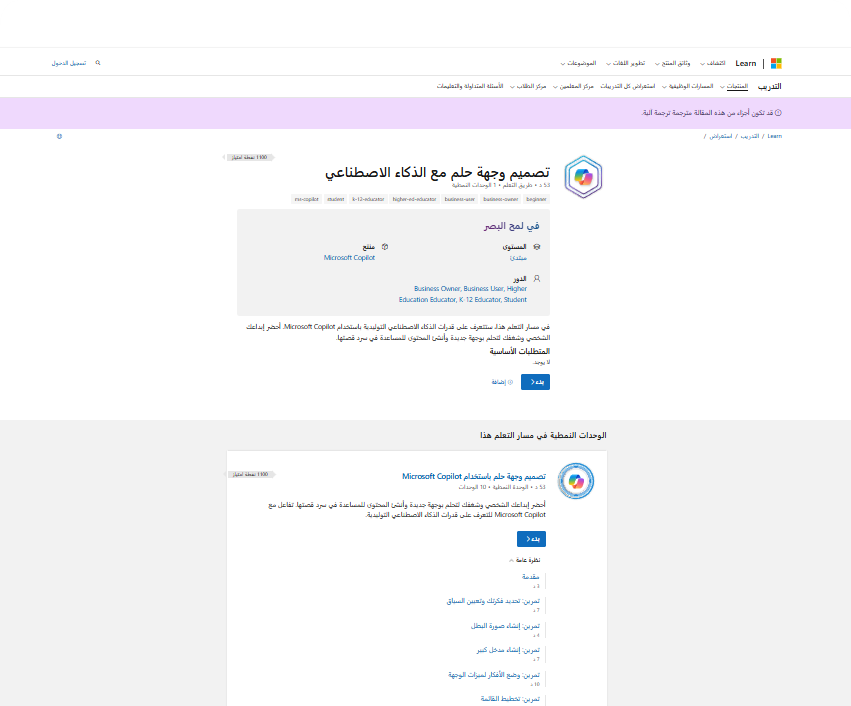 Learn
اكتشاف
وثائق المنتج
تطوير اللغات
الموضوعات
تسجيل الدخول
التدريب
المنتجات
المسارات الوظيفية
استعراض كل التدريبات
مركز المعلمين
مركز الطلاب
الأسئلة المتداولة والتعليمات
قد تكون أجزاء من هذه المقالة مترجمة ترجمة آلية.
Learn / التدريب / استعراض /
1100 نقطة امتياز
تصميم وجهة حلم مع الذكاء الاصطناعي
53 د • طريق التعلم • 1 الوحدات النمطية
beginner
business-owner
business-user
higher-ed-educator
k-12-educator
student
ms-copilot
في لمح البصر
المستوى
مبتدئ
منتج
Microsoft Copilot
الدور
Business Owner, Business User, Higher
Education Educator, K-12 Educator, Student
في مسار التعلم هذا، ستتعرف على قدرات الذكاء الاصطناعي التوليدية باستخدام Microsoft Copilot. أحضر إبداعك
الشخصي وشغفك لتحلم بوجهة جديدة وأنشئ المحتوى للمساعدة في سرد قصتها.
المتطلبات الأساسية
لا يوجد.
بدء
إضافة
الوحدات النمطية في مسار التعلم هذا
1100 نقطة امتياز
تصميم وجهة حلم باستخدام Microsoft Copilot
53 د • الوحدة النمطية • 10 الوحدات
أحضر إبداعك الشخصي وشغفك لتحلم بوجهة جديدة وأنشئ المحتوى للمساعدة في سرد قصتها. تفاعل مع
Microsoft Copilot للتعرف على قدرات الذكاء الاصطناعي التوليدية.
بدء
نظرة عامة
مقدمة
تمرين: تحديد فكرتك وتعيين السياق
7 د
تمرين: إنشاء صورة البطل
4 د
تمرين: إنشاء مدخل كبير
7 د
تمرين: وضع الأفكار لميزات الوجهة
10 د
تمرين: تخطيط القائمة